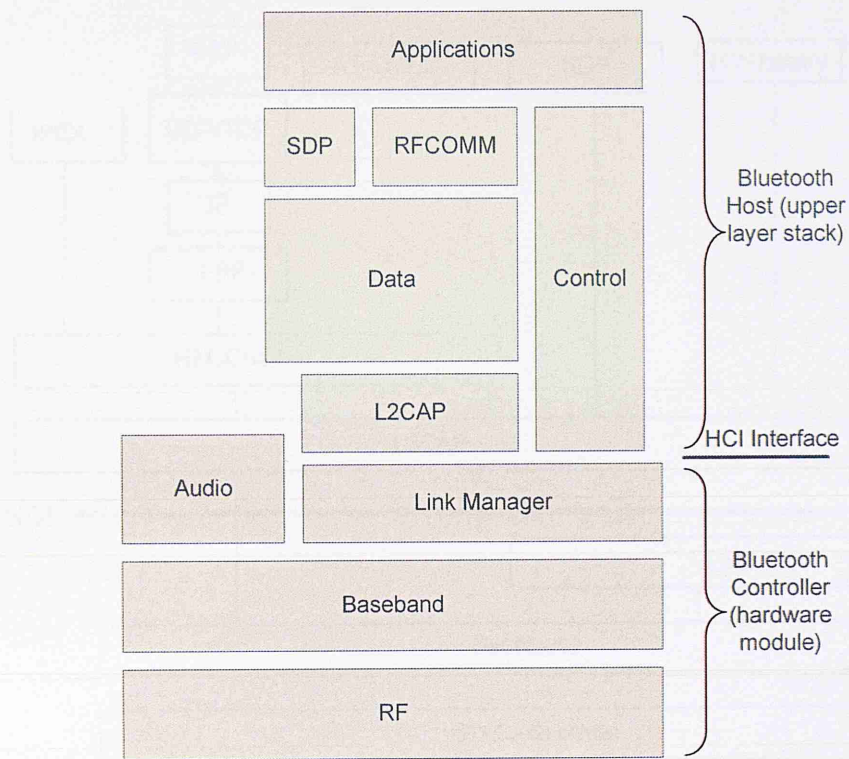 Applications
SDP
RFCOMM
Bluetooth
Host (upper
layer stack)
Data
Control
L2CAP
HCI Interface
Audio
Link Manager
Bluetooth
Controller
(hardware
module)
Baseband
RF